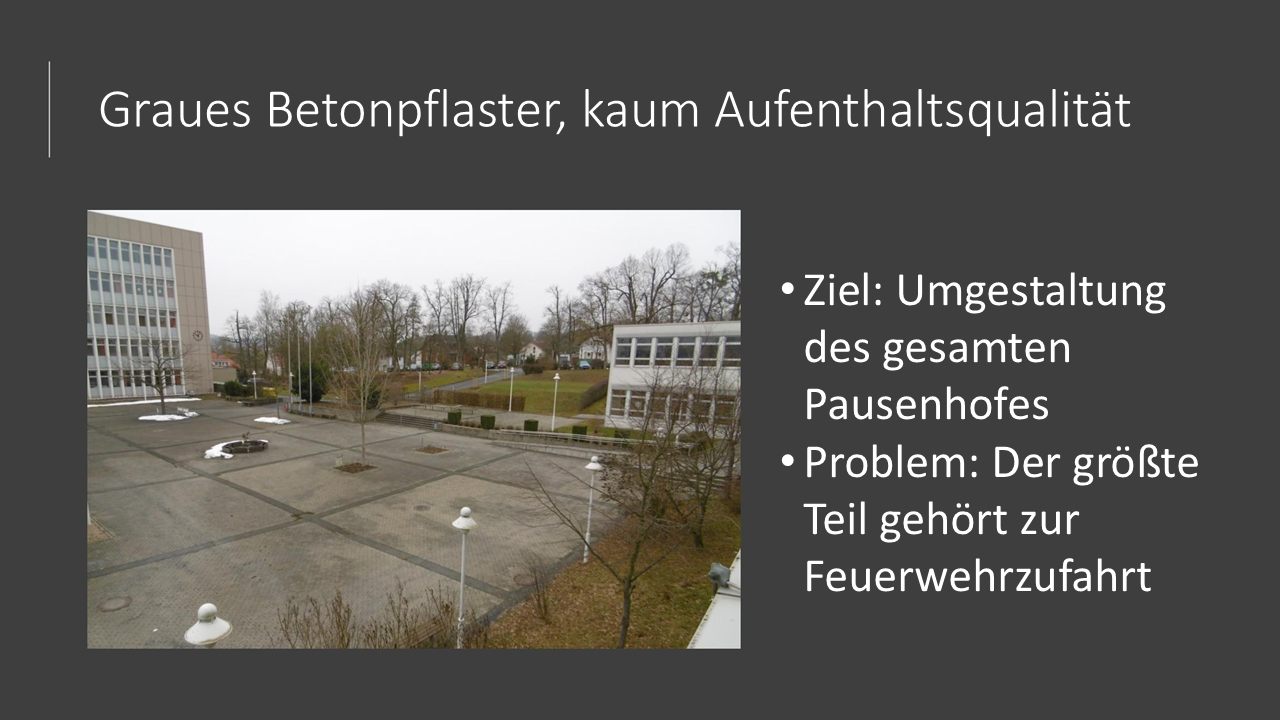 Graues Betonpflaster, kaum Aufenthaltsqualität
• Ziel: Umgestaltung
des gesamten
Pausenhofes
• Problem: Der größte
Teil gehört zur
Feuerwehrzufahrt